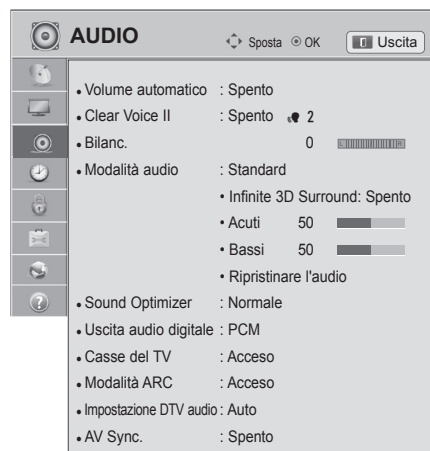 AUDIO Sposta OK Uscita
• Volume automatico : Spento
• Clear Voice II : Spento 2
• Bilanc. 0 L R
• Modalità audio : Standard
• Infinite 3D Surround: Spento
• Acuti 50
• Bassi 50
• Ripristinare l'audio
• Sound Optimizer : Normale
• Uscita audio digitale : PCM
• Casse del TV : Acceso
• Modalità ARC : Acceso
• Impostazione DTV audio : Auto
• AV Sync. : Spento